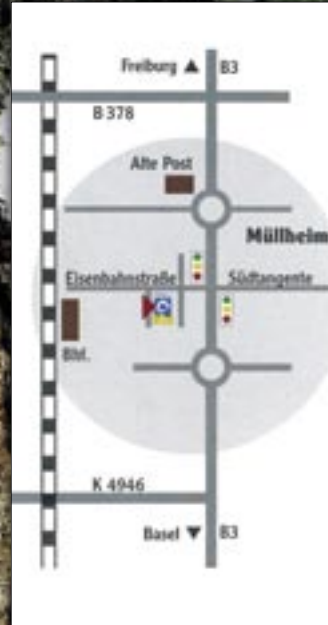 Freiburg ▲ B3
B 378
Alte Post
Müllheim
Eisenbahnstraße Südtangente
C
Bhf.
K 4946
Basel ▼ B3